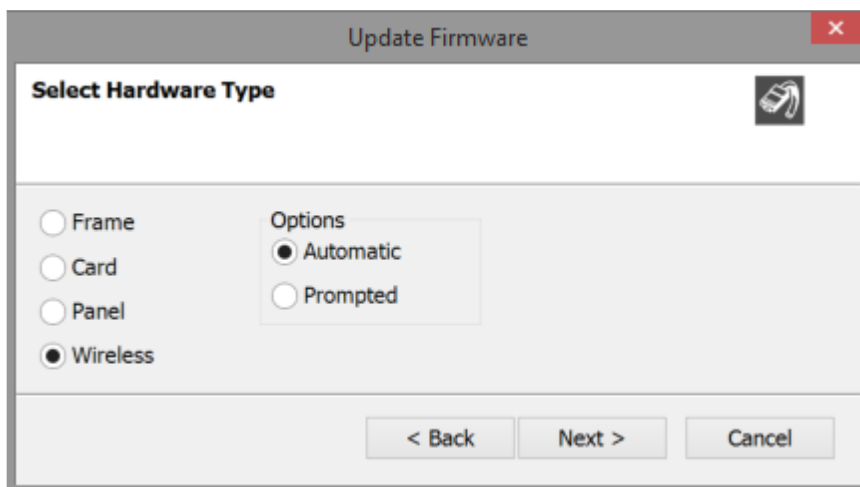 Update Firmware
Select Hardware Type
Frame
Card
Panel
Wireless
Options
Automatic
Prompted
< Back
Next >
Cancel